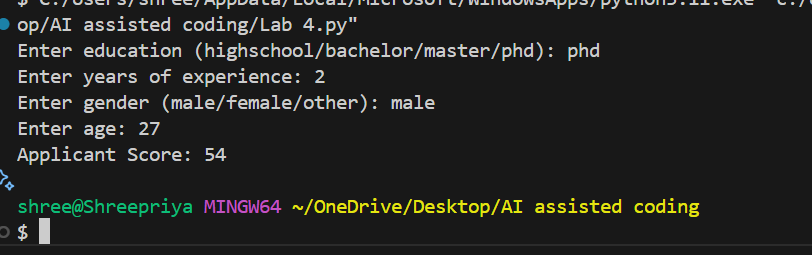 $ C:/Users/shree/AppData/Local/Microsoft/WindowsApps/python3.11.exe "c:/
op/AI assisted coding/Lab 4.py"
Enter education (highschool/bachelor/master/phd): phd
Enter years of experience: 2
Enter gender (male/female/other): male
Enter age: 27
Applicant Score: 54
shree@Shreepriya MINGW64 ~/OneDrive/Desktop/AI assisted coding
$